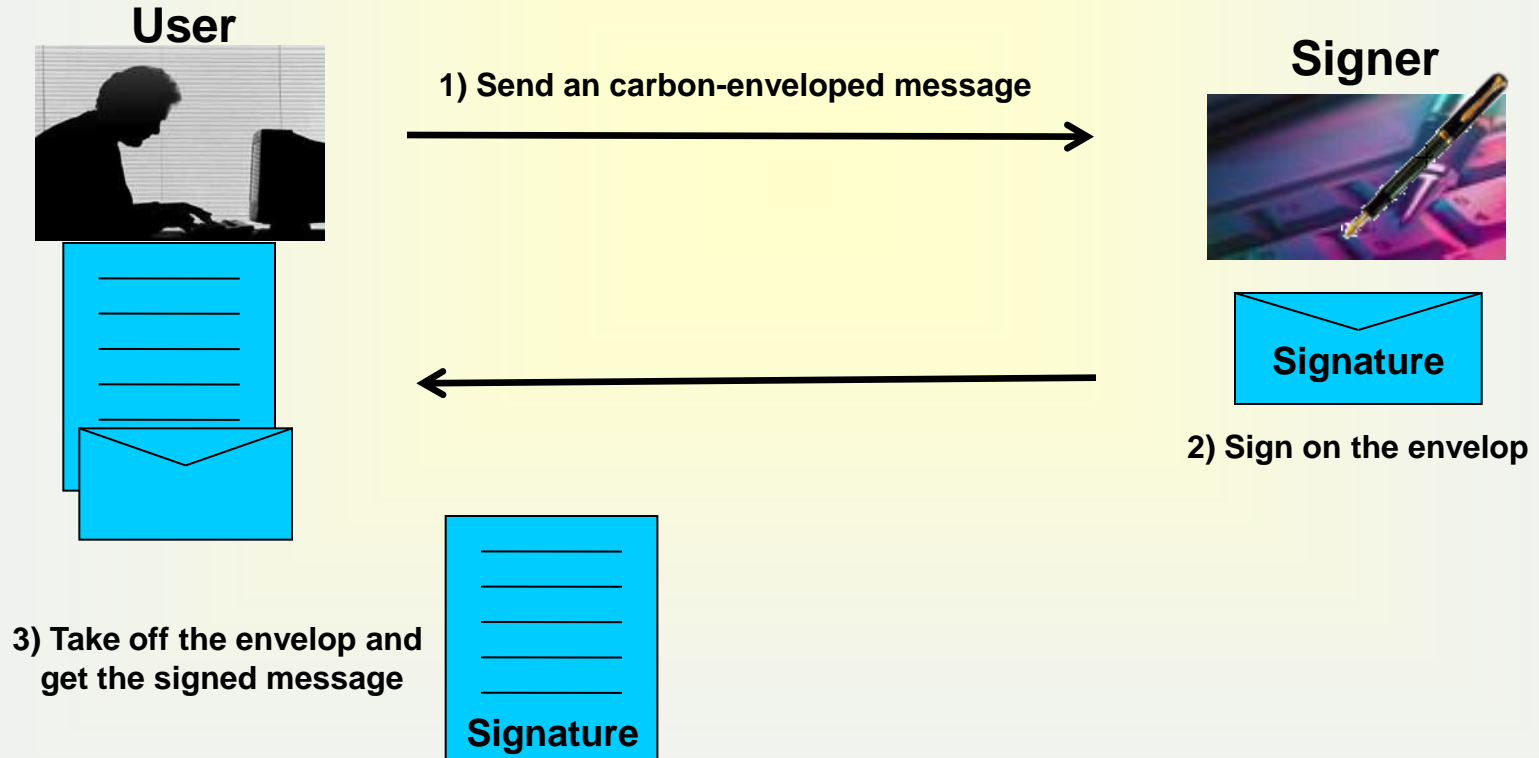 User
Signer
1) Send an carbon-enveloped message
Signature
2) Sign on the envelop
3) Take off the envelop and
get the signed message
Signature